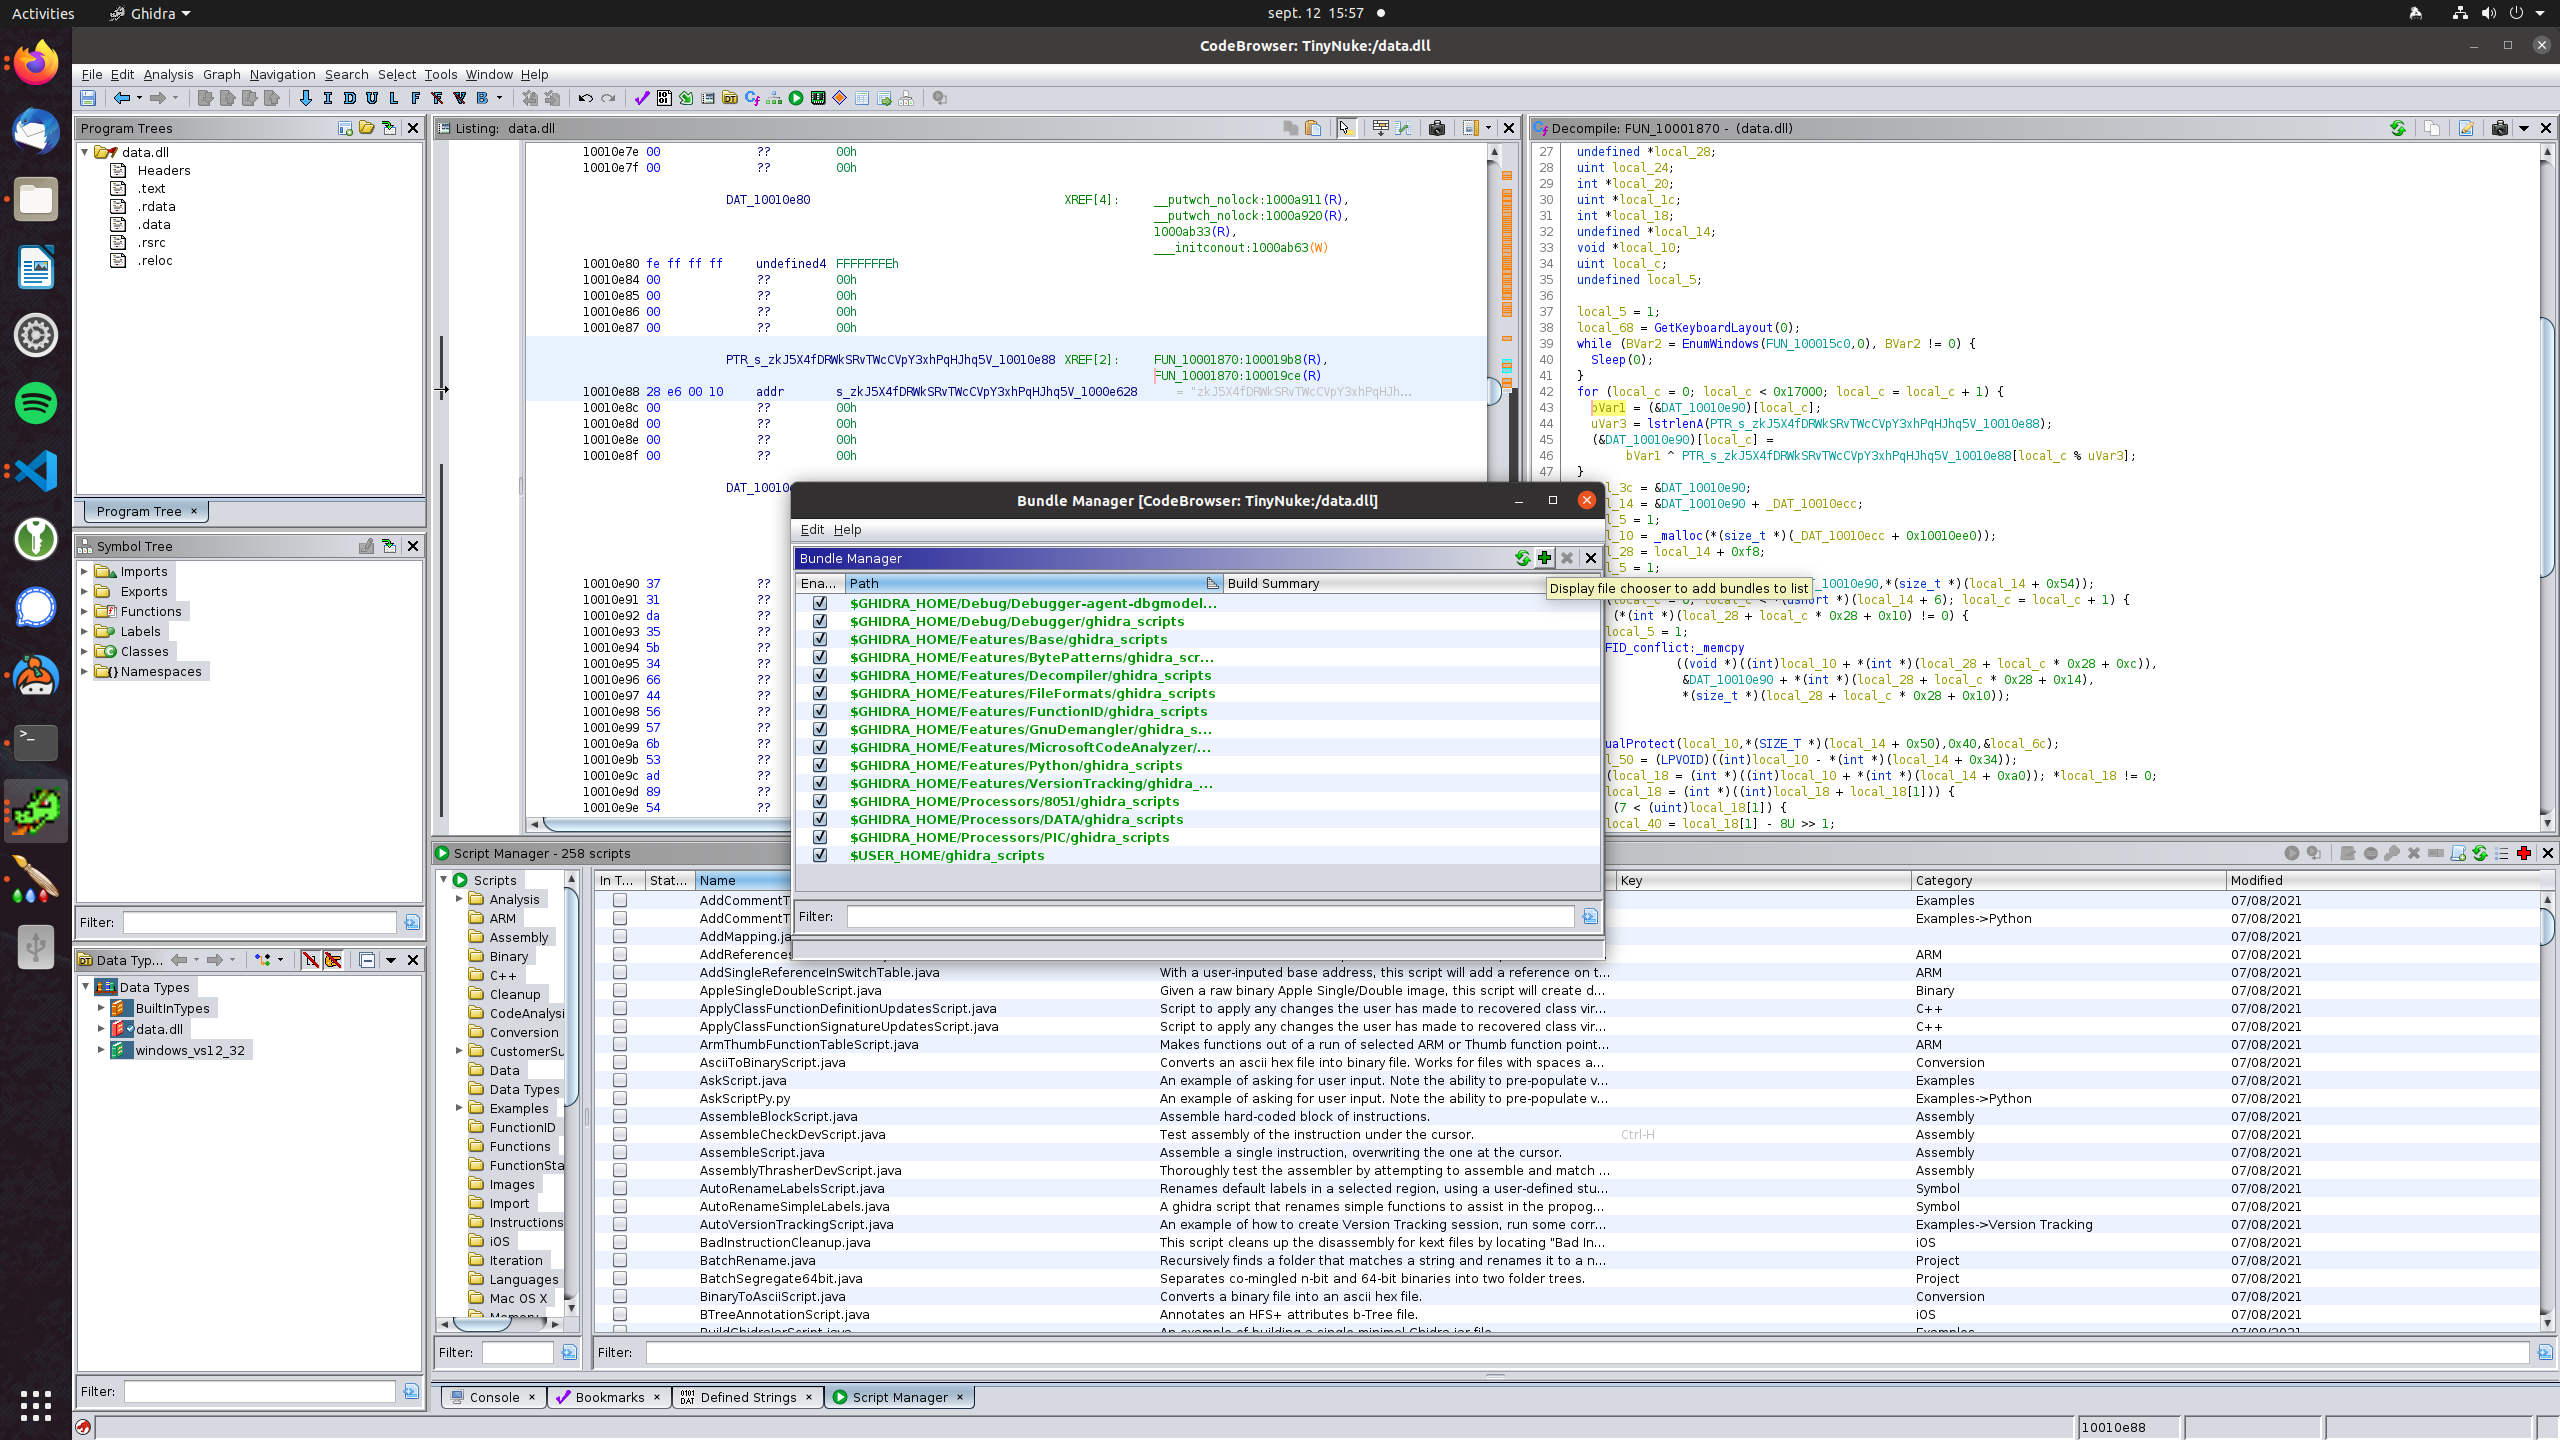 Activities
Ghidra
sept. 12 15:57
CodeBrowser: TinyNuke:/data.dll
File Edit Analysis Graph Navigation Search Select Tools Window Help
Program Trees
data.dll
Headers
.text
.rdata
.data
.rsrc
.reloc
Program Tree ×
Symbol Tree
Imports
Exports
Functions
Labels
Classes
Namespaces
Filter:
Data Typ...
Data Types
BuiltInTypes
data.dll
windows_vs12_32
Filter:
Listing: data.dll
10010e7e 00 ?? 00h
10010e7f 00 ?? 00h
DAT_10010e80 XREF[4]: __putwch_nolock:1000a911(R),
__putwch_nolock:1000a920(R),
1000ab33(R),
___initconout:1000ab63(W)
10010e80 fe ff ff ff undefined4 FFFFFFFEh
10010e84 00 ?? 00h
10010e85 00 ?? 00h
10010e86 00 ?? 00h
10010e87 00 ?? 00h
PTR_s_zkJ5X4fDRWkSRvTWcCVpY3xhPqHJhq5V_10010e88 XREF[2]: FUN_10001870:100019b8(R),
FUN_10001870:100019ce(R)
10010e88 28 e6 00 10 addr s_zkJ5X4fDRWkSRvTWcCVpY3xhPqHJhq5V_1000e628 = "zkJ5X4fDRWkSRvTWcCVpY3xhPqHJh...
10010e8c 00 ?? 00h
10010e8d 00 ?? 00h
10010e8e 00 ?? 00h
10010e8f 00 ?? 00h
DAT_10010e
10010e90 37 ??
10010e91 31 ??
10010e92 da ??
10010e93 35 ??
10010e94 5b ??
10010e95 34 ??
10010e96 66 ??
10010e97 44 ??
10010e98 56 ??
10010e99 57 ??
10010e9a 6b ??
10010e9b 53 ??
10010e9c ad ??
10010e9d 89 ??
10010e9e 54 ??
Decompile: FUN_10001870 - (data.dll)
27 undefined *local_28;
28 uint local_24;
29 int *local_20;
30 uint *local_1c;
31 int *local_18;
32 undefined *local_14;
33 void *local_10;
34 uint local_c;
35 undefined local_5;
36
37 local_5 = 1;
38 local_68 = GetKeyboardLayout(0);
39 while (BVar2 = EnumWindows(FUN_100015c0,0), BVar2 != 0) {
40 Sleep(0);
41 }
42 for (local_c = 0; local_c < 0x17000; local_c = local_c + 1) {
43 bVar1 = (&DAT_10010e90)[local_c];
44 uVar3 = lstrlenA(PTR_s_zkJ5X4fDRWkSRvTWcCVpY3xhPqHJhq5V_10010e88);
45 (&DAT_10010e90)[local_c] =
46 bVar1 ^ PTR_s_zkJ5X4fDRWkSRvTWcCVpY3xhPqHJhq5V_10010e88[local_c % uVar3];
47 }
l_3c = &DAT_10010e90;
l_14 = &DAT_10010e90 + _DAT_10010ecc;
l_5 = 1;
l_10 = _malloc(*(size_t *)(_DAT_10010ecc + 0x10010ee0));
l_28 = local_14 + 0xf8;
l_5 = 1;
_10010e90,*(size_t *)(local_14 + 0x54));
*)(local_14 + 6); local_c = local_c + 1) {
(*(int *)(local_28 + local_c * 0x28 + 0x10) != 0) {
local_5 = 1;
FID_conflict:_memcpy
((void *)((int)local_10 + *(int *)(local_28 + local_c * 0x28 + 0xc)),
&DAT_10010e90 + *(int *)(local_28 + local_c * 0x28 + 0x14),
*(size_t *)(local_28 + local_c * 0x28 + 0x10));
ualProtect(local_10,*(SIZE_T *)(local_14 + 0x50),0x40,&local_6c);
l_50 = (LPVOID)((int)local_10 - *(int *)(local_14 + 0x34));
(local_18 = (int *)((int)local_10 + *(int *)(local_14 + 0xa0)); *local_18 != 0;
local_18 = (int *)((int)local_18 + local_18[1])) {
(7 < (uint)local_18[1]) {
local_40 = local_18[1] - 8U >> 1;
Bundle Manager [CodeBrowser: TinyNuke:/data.dll]
Edit Help
Bundle Manager
Ena... Path Build Summary
Display file chooser to add bundles to list
$GHIDRA_HOME/Debug/Debugger-agent-dbgmodel...
$GHIDRA_HOME/Debug/Debugger/ghidra_scripts
$GHIDRA_HOME/Features/Base/ghidra_scripts
$GHIDRA_HOME/Features/BytePatterns/ghidra_scr...
$GHIDRA_HOME/Features/Decompiler/ghidra_scripts
$GHIDRA_HOME/Features/FileFormats/ghidra_scripts
$GHIDRA_HOME/Features/FunctionID/ghidra_scripts
$GHIDRA_HOME/Features/GnuDemangler/ghidra_s...
$GHIDRA_HOME/Features/MicrosoftCodeAnalyzer/...
$GHIDRA_HOME/Features/Python/ghidra_scripts
$GHIDRA_HOME/Features/VersionTracking/ghidra_...
$GHIDRA_HOME/Processors/8051/ghidra_scripts
$GHIDRA_HOME/Processors/DATA/ghidra_scripts
$GHIDRA_HOME/Processors/PIC/ghidra_scripts
$USER_HOME/ghidra_scripts
Filter:
Script Manager - 258 scripts
Scripts
Analysis
ARM
Assembly
Binary
C++
Cleanup
CodeAnalysi
Conversion
CustomerSu
Data
Data Types
Examples
FunctionID
Functions
FunctionSta
Images
Import
Instructions
iOS
Iteration
Languages
Mac OS X
Filter:
In T... Stat... Name Key Category Modified
AddCommentT Examples 07/08/2021
AddCommentT Examples->Python 07/08/2021
AddMapping.ja 07/08/2021
AddReferences ARM 07/08/2021
AddSingleReferenceInSwitchTable.java With a user-inputed base address, this script will add a reference on t... ARM 07/08/2021
AppleSingleDoubleScript.java Given a raw binary Apple Single/Double image, this script will create d... Binary 07/08/2021
ApplyClassFunctionDefinitionUpdatesScript.java Script to apply any changes the user has made to recovered class vir... C++ 07/08/2021
ApplyClassFunctionSignatureUpdatesScript.java Script to apply any changes the user has made to recovered class vir... C++ 07/08/2021
ArmThumbFunctionTableScript.java Makes functions out of a run of selected ARM or Thumb function point... ARM 07/08/2021
AsciiToBinaryScript.java Converts an ascii hex file into binary file. Works for files with spaces a... Conversion 07/08/2021
AskScript.java An example of asking for user input. Note the ability to pre-populate v... Examples 07/08/2021
AskScriptPy.py An example of asking for user input. Note the ability to pre-populate v... Examples->Python 07/08/2021
AssembleBlockScript.java Assemble hard-coded block of instructions. Assembly 07/08/2021
AssembleCheckDevScript.java Test assembly of the instruction under the cursor. Ctrl-H Assembly 07/08/2021
AssembleScript.java Assemble a single instruction, overwriting the one at the cursor. Assembly 07/08/2021
AssemblyThrasherDevScript.java Thoroughly test the assembler by attempting to assemble and match ... Assembly 07/08/2021
AutoRenameLabelsScript.java Renames default labels in a selected region, using a user-defined stu... Symbol 07/08/2021
AutoRenameSimpleLabels.java A ghidra script that renames simple functions to assist in the propog... Symbol 07/08/2021
AutoVersionTrackingScript.java An example of how to create Version Tracking session, run some corr... Examples->Version Tracking 07/08/2021
BadInstructionCleanup.java This script cleans up the disassembly for kext files by locating "Bad In... iOS 07/08/2021
BatchRename.java Recursively finds a folder that matches a string and renames it to a n... Project 07/08/2021
BatchSegregate64bit.java Separates co-mingled n-bit and 64-bit binaries into two folder trees. Project 07/08/2021
BinaryToAsciiScript.java Converts a binary file into an ascii hex file. Conversion 07/08/2021
BTreeAnnotationScript.java Annotates an HFS+ attributes b-Tree file. iOS 07/08/2021
Filter:
Console × Bookmarks × Defined Strings × Script Manager ×
10010e88